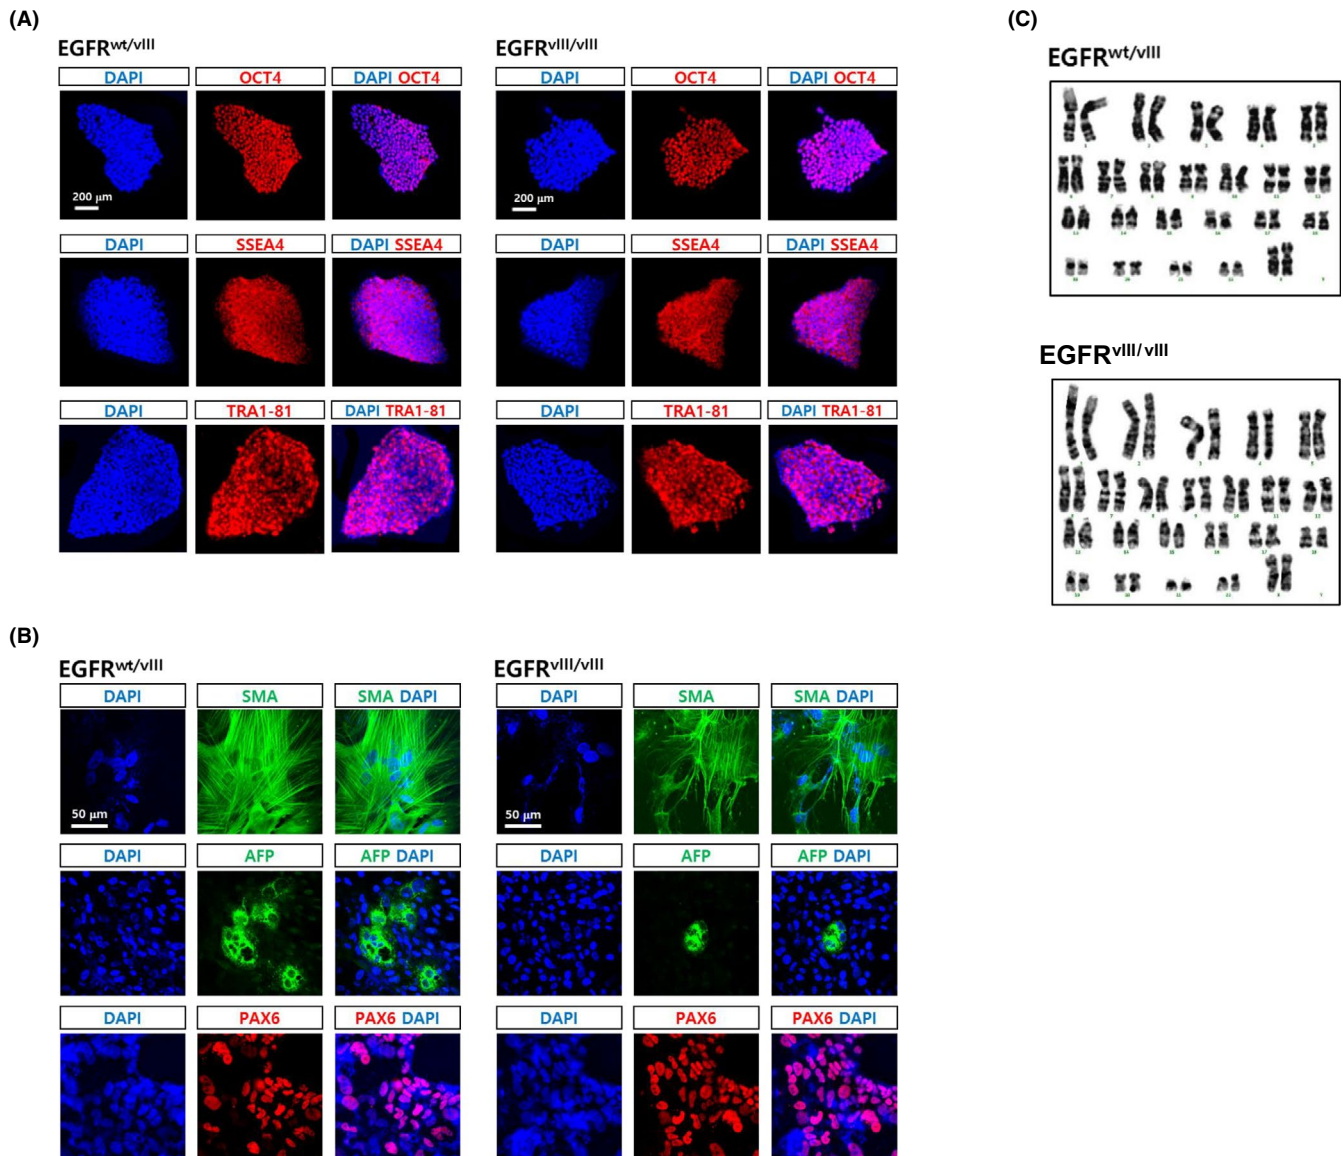 (A)
EGFRwt/vIII
DAPI OCT4 DAPI OCT4
200 μm
DAPI SSEA4 DAPI SSEA4
DAPI TRA1-81 DAPI TRA1-81
EGFRvIII/vIII
DAPI OCT4 DAPI OCT4
200 μm
DAPI SSEA4 DAPI SSEA4
DAPI TRA1-81 DAPI TRA1-81
(B)
EGFRwt/vIII
DAPI SMA SMA DAPI
50 μm
DAPI AFP AFP DAPI
DAPI PAX6 PAX6 DAPI
EGFRvIII/vIII
DAPI SMA SMA DAPI
50 μm
DAPI AFP AFP DAPI
DAPI PAX6 PAX6 DAPI
(C)
EGFRwt/vIII
EGFRvIII/ vIII